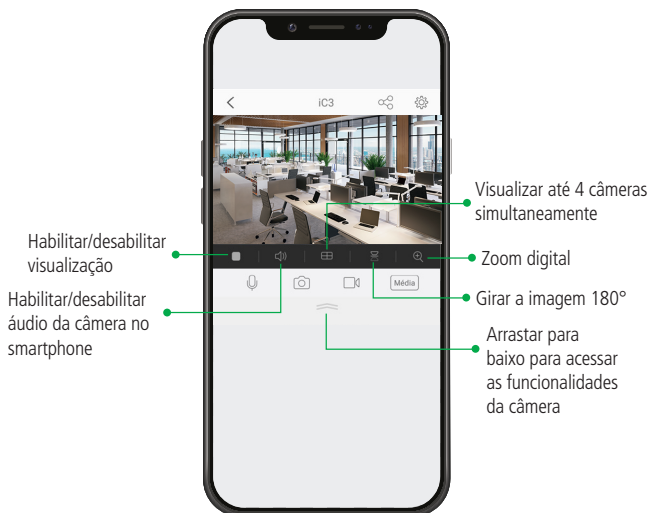 iC3
Visualizar até 4 câmeras
simultaneamente
Habilitar/desabilitar
visualização
Zoom digital
Média
Habilitar/desabilitar
áudio da câmera no
smartphone
Girar a imagem 180°
Arrastar para
baixo para acessar
as funcionalidades
da câmera